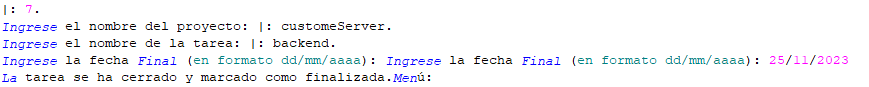 |: 7.
Ingrese el nombre del proyecto: |: customeServer.
Ingrese el nombre de la tarea: |: backend.
Ingrese la fecha Final (en formato dd/mm/aaaa): Ingrese la fecha Final (en formato dd/mm/aaaa): 25/11/2023
La tarea se ha cerrado y marcado como finalizada.Menú: